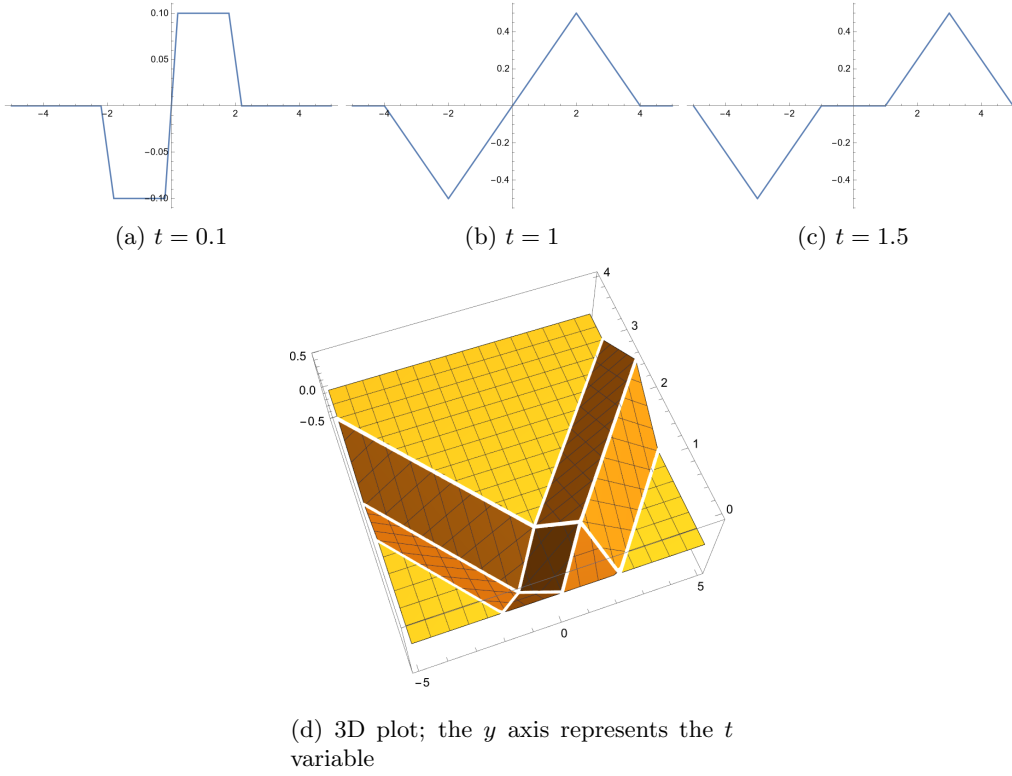 0.10
0.05
−0.05
−0.10
−4 −2 2 4
0.4
0.2
−0.2
−0.4
−4 −2 2 4
0.4
0.2
−0.2
−0.4
−4 −2 2 4
(a) t = 0.1
(b) t = 1
(c) t = 1.5
4
3
2
1
0
0.5
0.0
−0.5
5
0
−5
(d) 3D plot; the y axis represents the t
variable